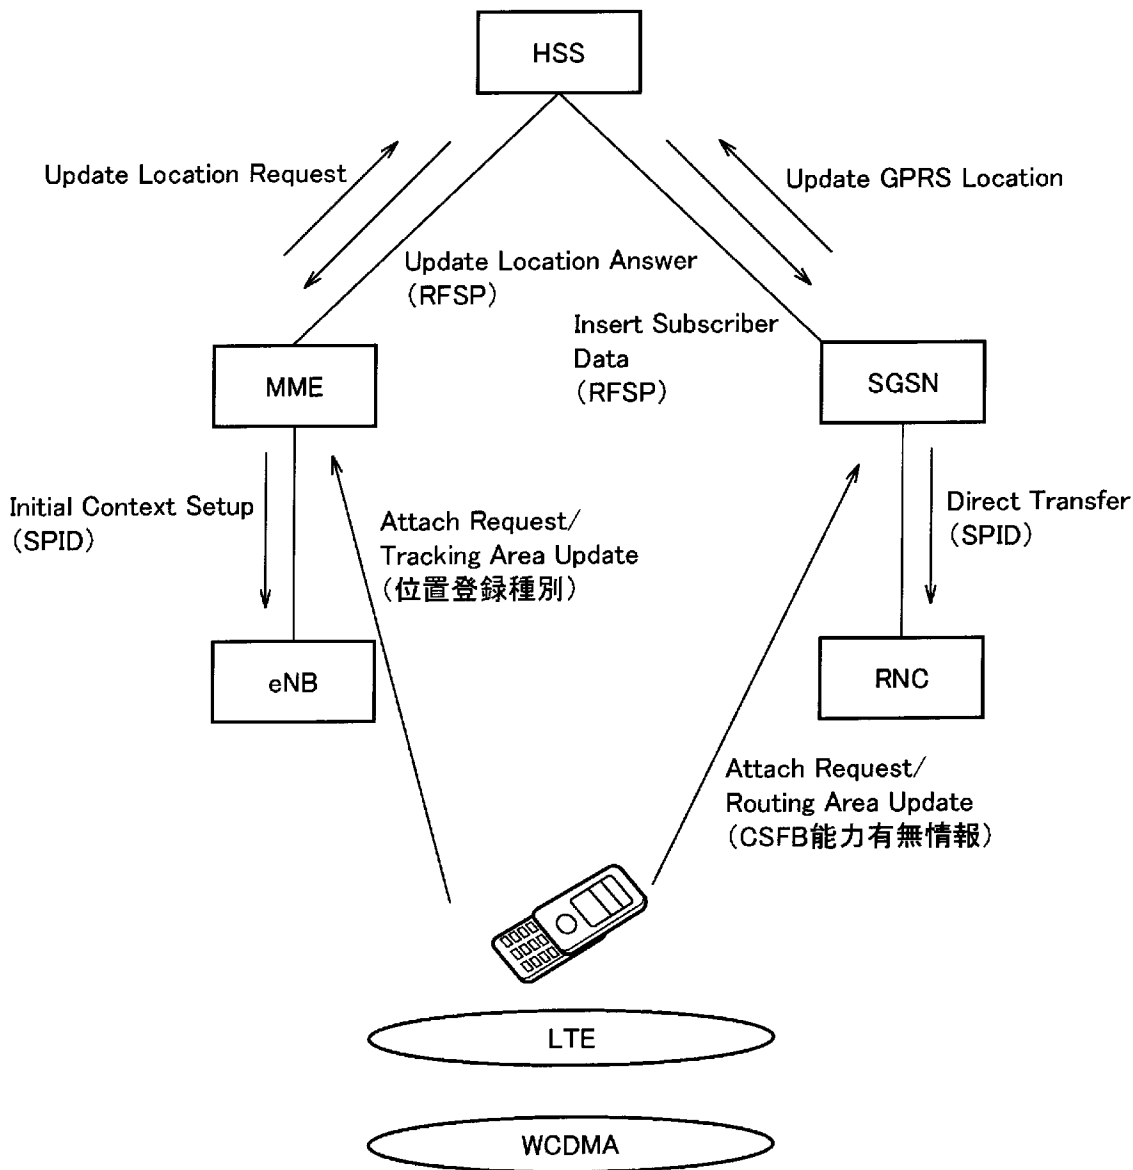 HSS
Update Location Request
Update GPRS Location
Update Location Answer
(RFSP)
Insert Subscriber
Data
(RFSP)
MME
SGSN
Initial Context Setup
(SPID)
Attach Request/
Tracking Area Update
(位置登録種別)
Direct Transfer
(SPID)
eNB
RNC
Attach Request/
Routing Area Update
(CSFB能力有無情報)
LTE
WCDMA